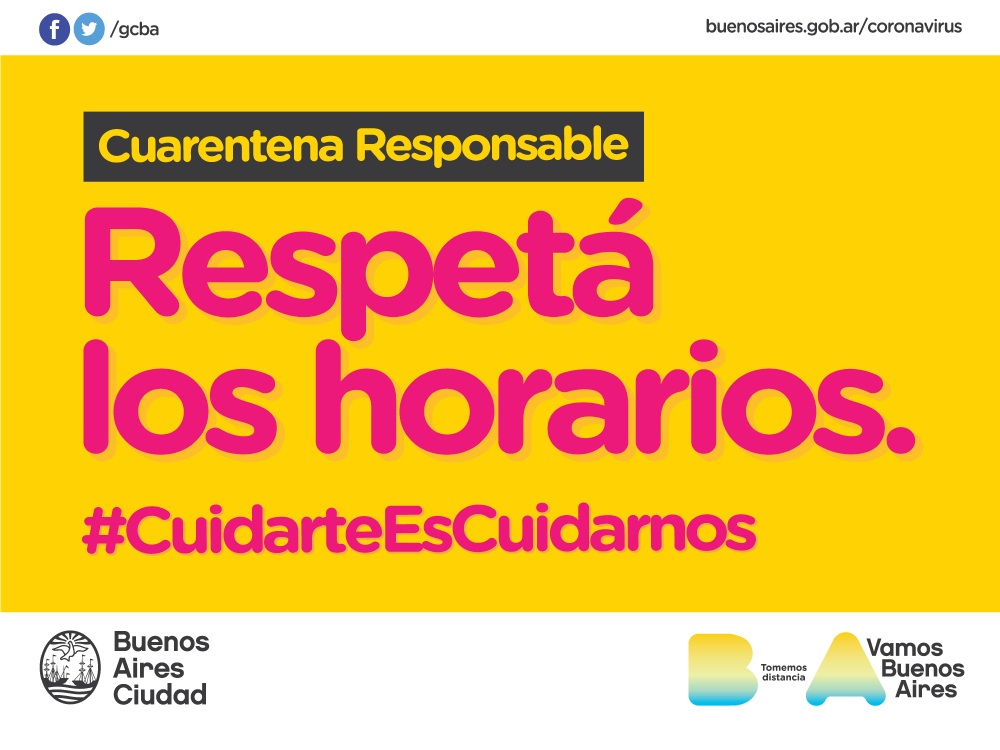 /gcba
buenosaires.gob.ar/coronavirus
Cuarentena Responsable
Respetá
los horarios.
#CuidarteEsCuidarnos
Buenos
Aires
Ciudad
B
Tomemos
distancia
A
Vamos
Buenos
Aires